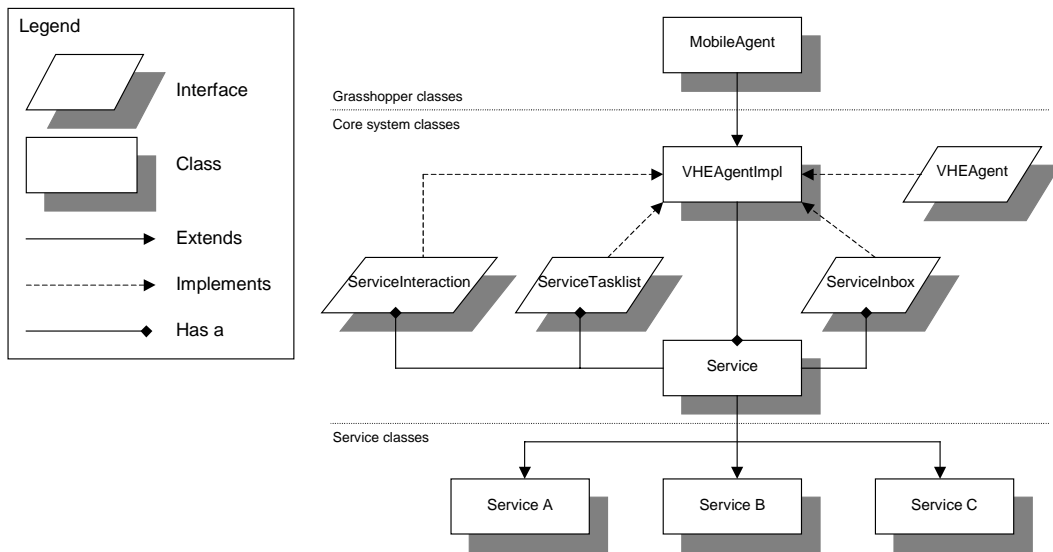 Legend
Interface
Class
Extends
Implements
Has a
MobileAgent
Grasshopper classes
Core system classes
VHEAgentImpl
VHEAgent
ServiceInteraction
ServiceTasklist
ServiceInbox
Service
Service classes
Service A
Service B
Service C